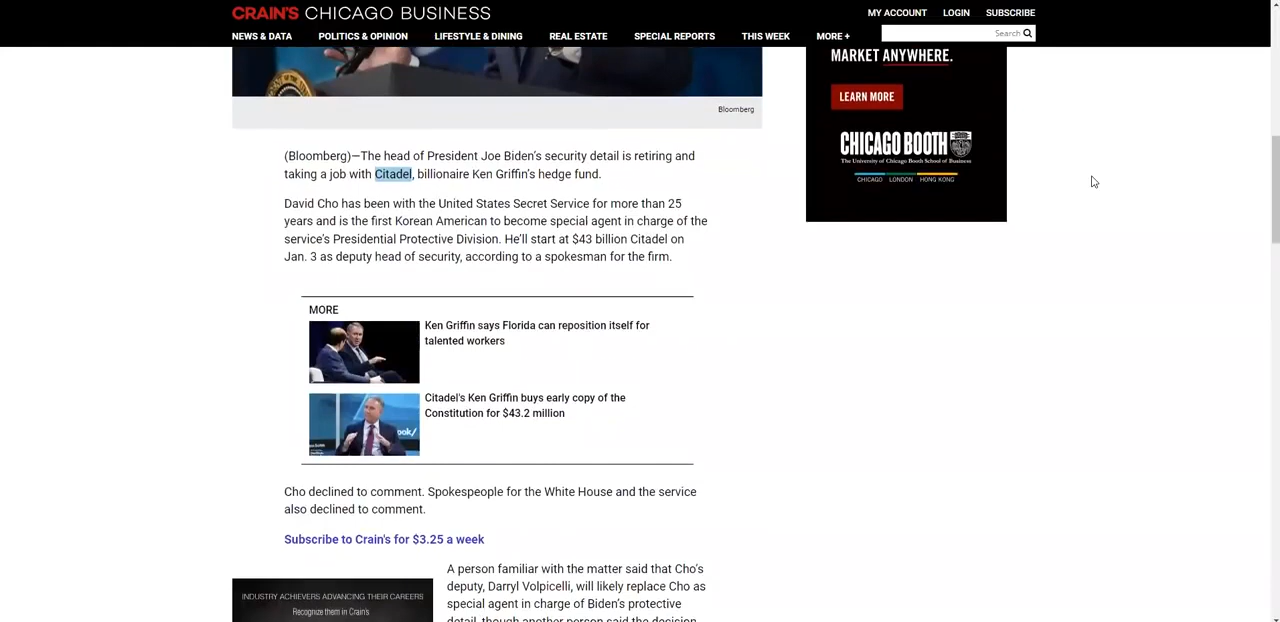 CRAIN'S CHICAGO BUSINESS
MY ACCOUNT LOGIN SUBSCRIBE
NEWS & DATA POLITICS & OPINION LIFESTYLE & DINING REAL ESTATE SPECIAL REPORTS THIS WEEK MORE +
Search
MARKET ANYWHERE.
LEARN MORE
CHICAGO BOOTH
The University of Chicago Booth School of Business
CHICAGO LONDON HONG KONG
Bloomberg
(Bloomberg)—The head of President Joe Biden's security detail is retiring and
taking a job with Citadel, billionaire Ken Griffin's hedge fund.
David Cho has been with the United States Secret Service for more than 25
years and is the first Korean American to become special agent in charge of the
service's Presidential Protective Division. He'll start at $43 billion Citadel on
Jan. 3 as deputy head of security, according to a spokesman for the firm.
MORE
Ken Griffin says Florida can reposition itself for
talented workers
Citadel's Ken Griffin buys early copy of the
Constitution for $43.2 million
Cho declined to comment. Spokespeople for the White House and the service
also declined to comment.
Subscribe to Crain's for $3.25 a week
A person familiar with the matter said that Cho's
deputy, Darryl Volpicelli, will likely replace Cho as
special agent in charge of Biden's protective
detail, though another person said the decision
INDUSTRY ACHIEVERS ADVANCING THEIR CAREERS
Recognize them in Crain's